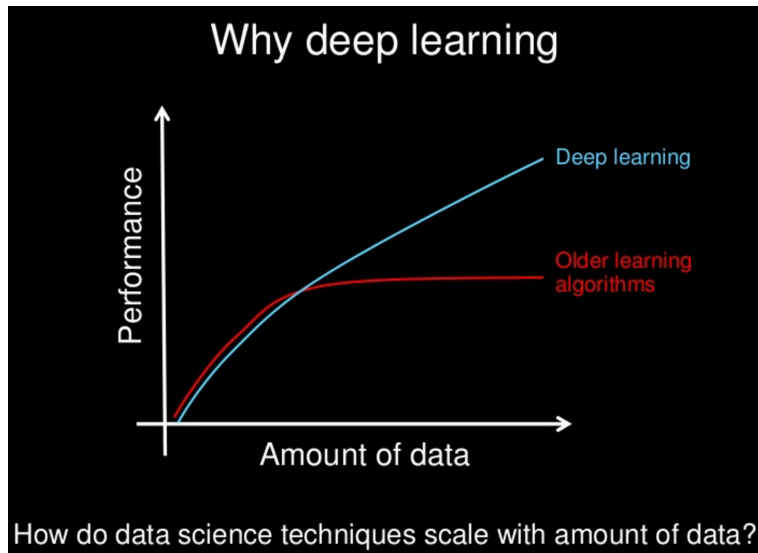 Why deep learning
Performance
Deep learning
Older learning
algorithms
Amount of data
How do data science techniques scale with amount of data?